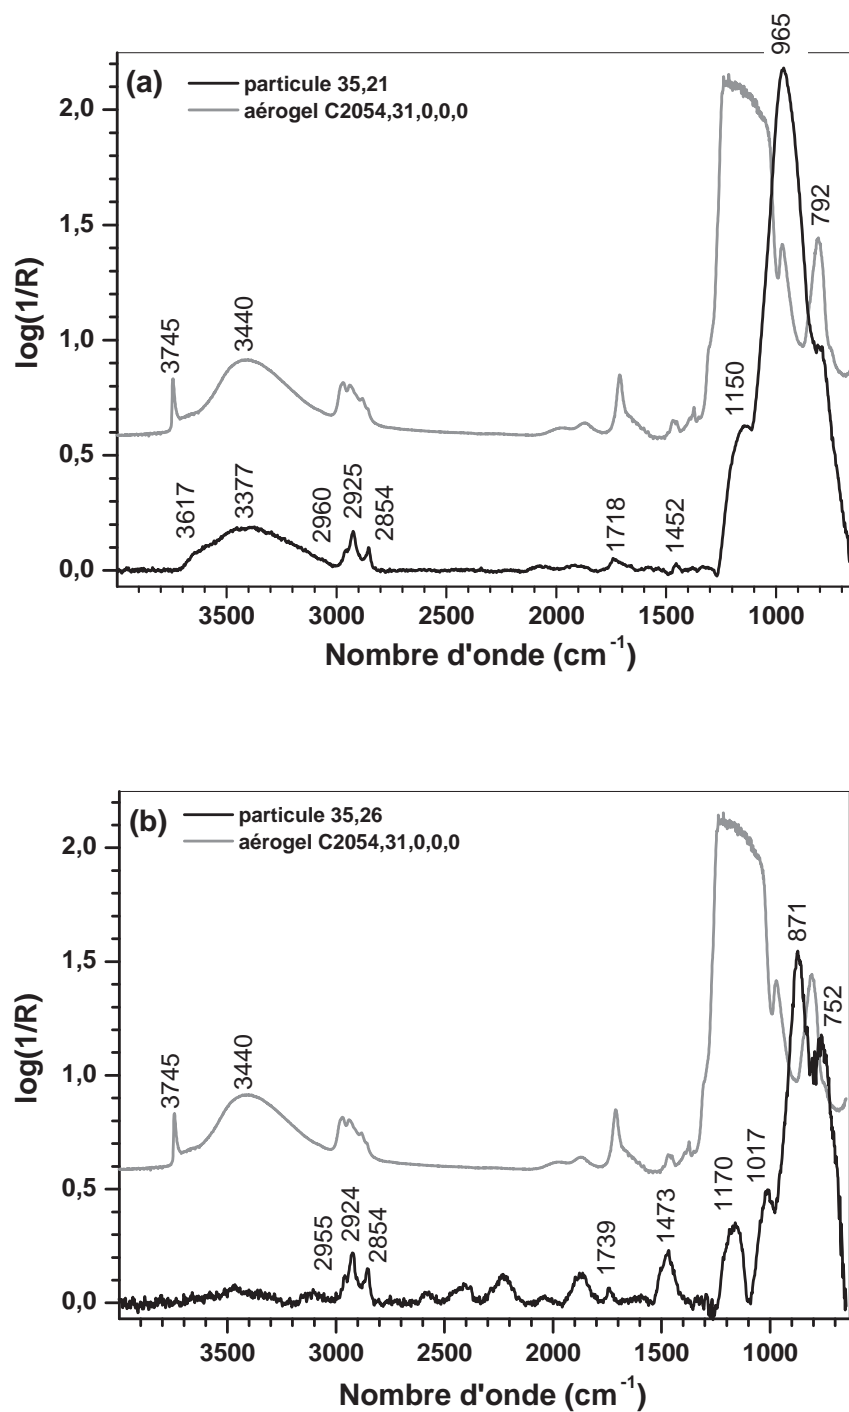 965
(a)
particule 35,21
aérogel C2054,31,0,0,0
2,0
1,5
1,0
0,5
0,0
log(1/R)
792
3745
3440
1150
3617
3377
2960
2925
2854
1718
1452
3500 3000 2500 2000 1500 1000
Nombre d'onde (cm-1)
(b)
particule 35,26
aérogel C2054,31,0,0,0
2,0
1,5
1,0
0,5
0,0
log(1/R)
871
752
3745
3440
1170
1017
2955
2924
2854
1739
1473
3500 3000 2500 2000 1500 1000
Nombre d'onde (cm-1)